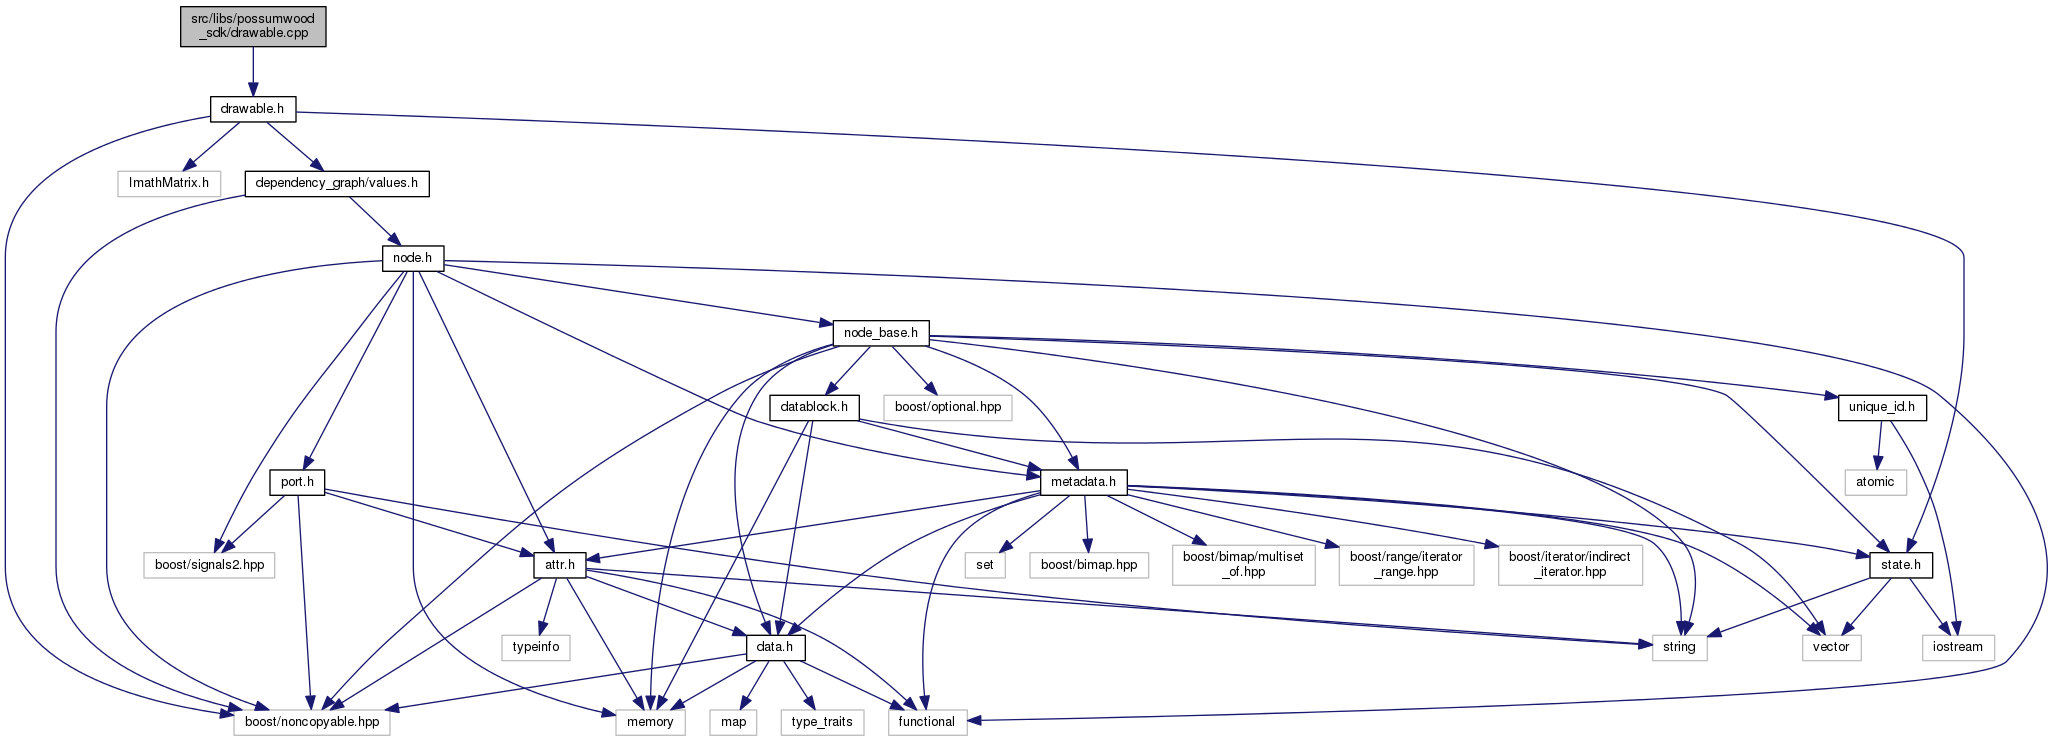 src/libs/possumwood
_sdk/drawable.cpp
drawable.h
ImathMatrix.h
dependency_graph/values.h
node.h
node_base.h
datablock.h
boost/optional.hpp
unique_id.h
port.h
metadata.h
atomic
boost/signals2.hpp
attr.h
set
boost/bimap.hpp
boost/bimap/multiset
_of.hpp
boost/range/iterator
_range.hpp
boost/iterator/indirect
_iterator.hpp
state.h
typeinfo
data.h
string
vector
iostream
boost/noncopyable.hpp
memory
map
type_traits
functional